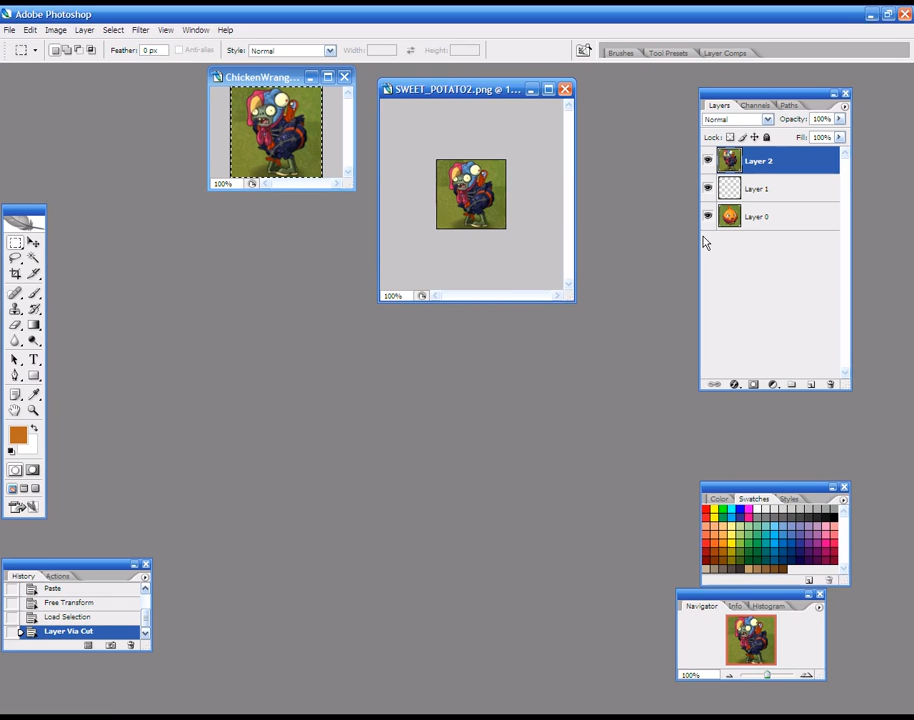 Adobe Photoshop
File Edit Image Layer Select Filter View Window Help
Feather: 0 px Anti-alias Style: Normal Width: Height: Brushes Tool Presets Layer Comps
ChickenWrang...
100%
SWEET_POTATO2.png @ 1...
100%
Layers Channels Paths
Normal Opacity: 100%
Lock: Fill: 100%
Layer 2
Layer 1
Layer 0
T
History Actions
Paste
Free Transform
Load Selection
Layer Via Cut
Color Swatches Styles
Navigator Info Histogram
100%